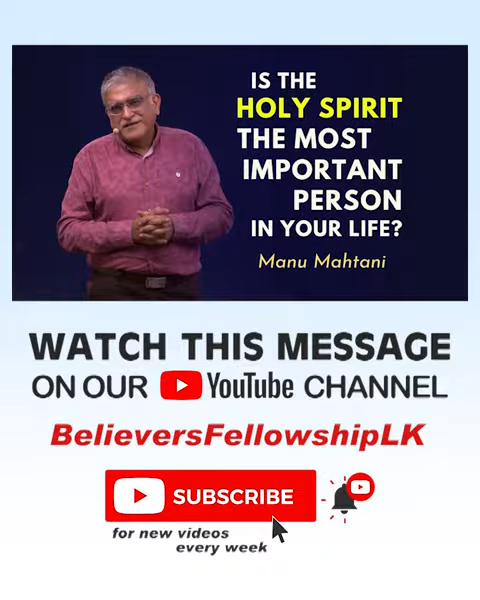 IS THE
HOLY SPIRIT
THE MOST
IMPORTANT
PERSON
IN YOUR LIFE?
Manu Mahtani
WATCH THIS MESSAGE
ON OUR YouTube CHANNEL
BelieversFellowshipLK
SUBSCRIBE
for new videos
every week